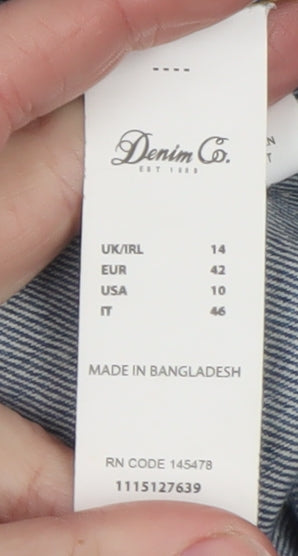 Denim Co.
EST 1969
UK/IRL 14
EUR 42
USA 10
IT 46
MADE IN BANGLADESH
RN CODE 145478
1115127639
N
T